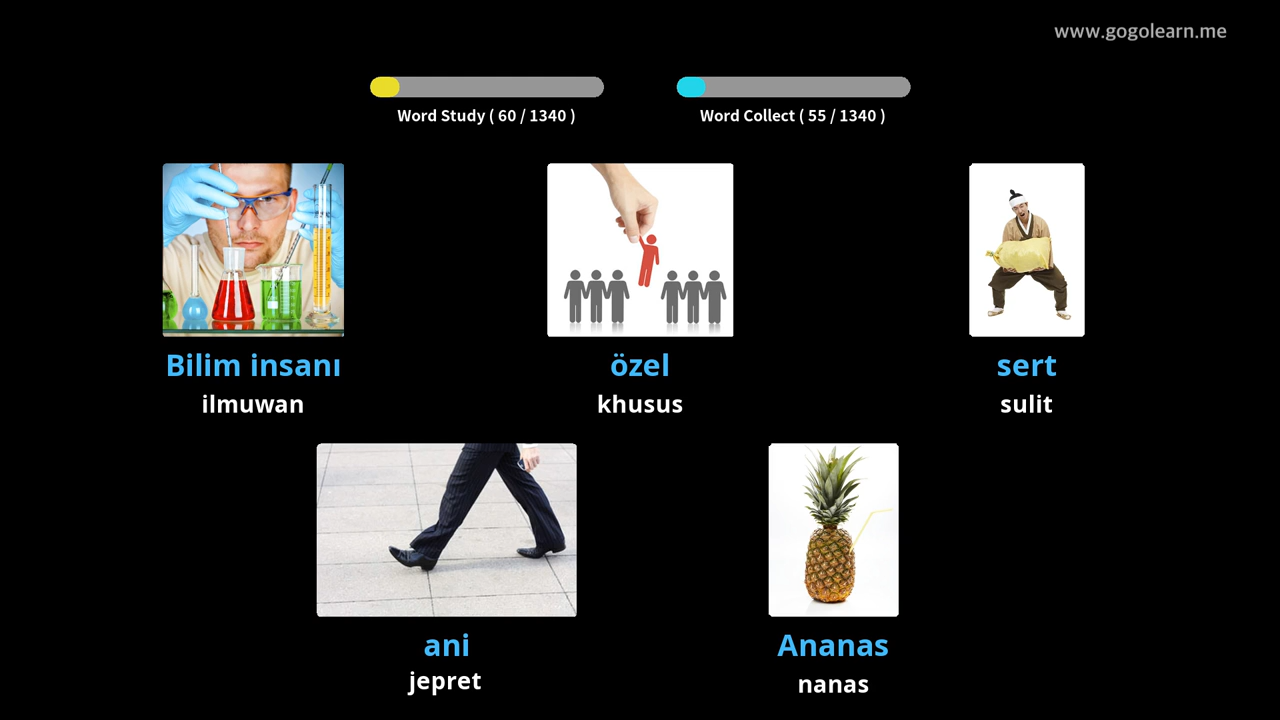 www.gogolearn.me
Word Study ( 60 / 1340 )
Word Collect ( 55 / 1340 )
Bilim insanı
ilmuwan
özel
khusus
sert
sulit
ani
jepret
Ananas
nanas